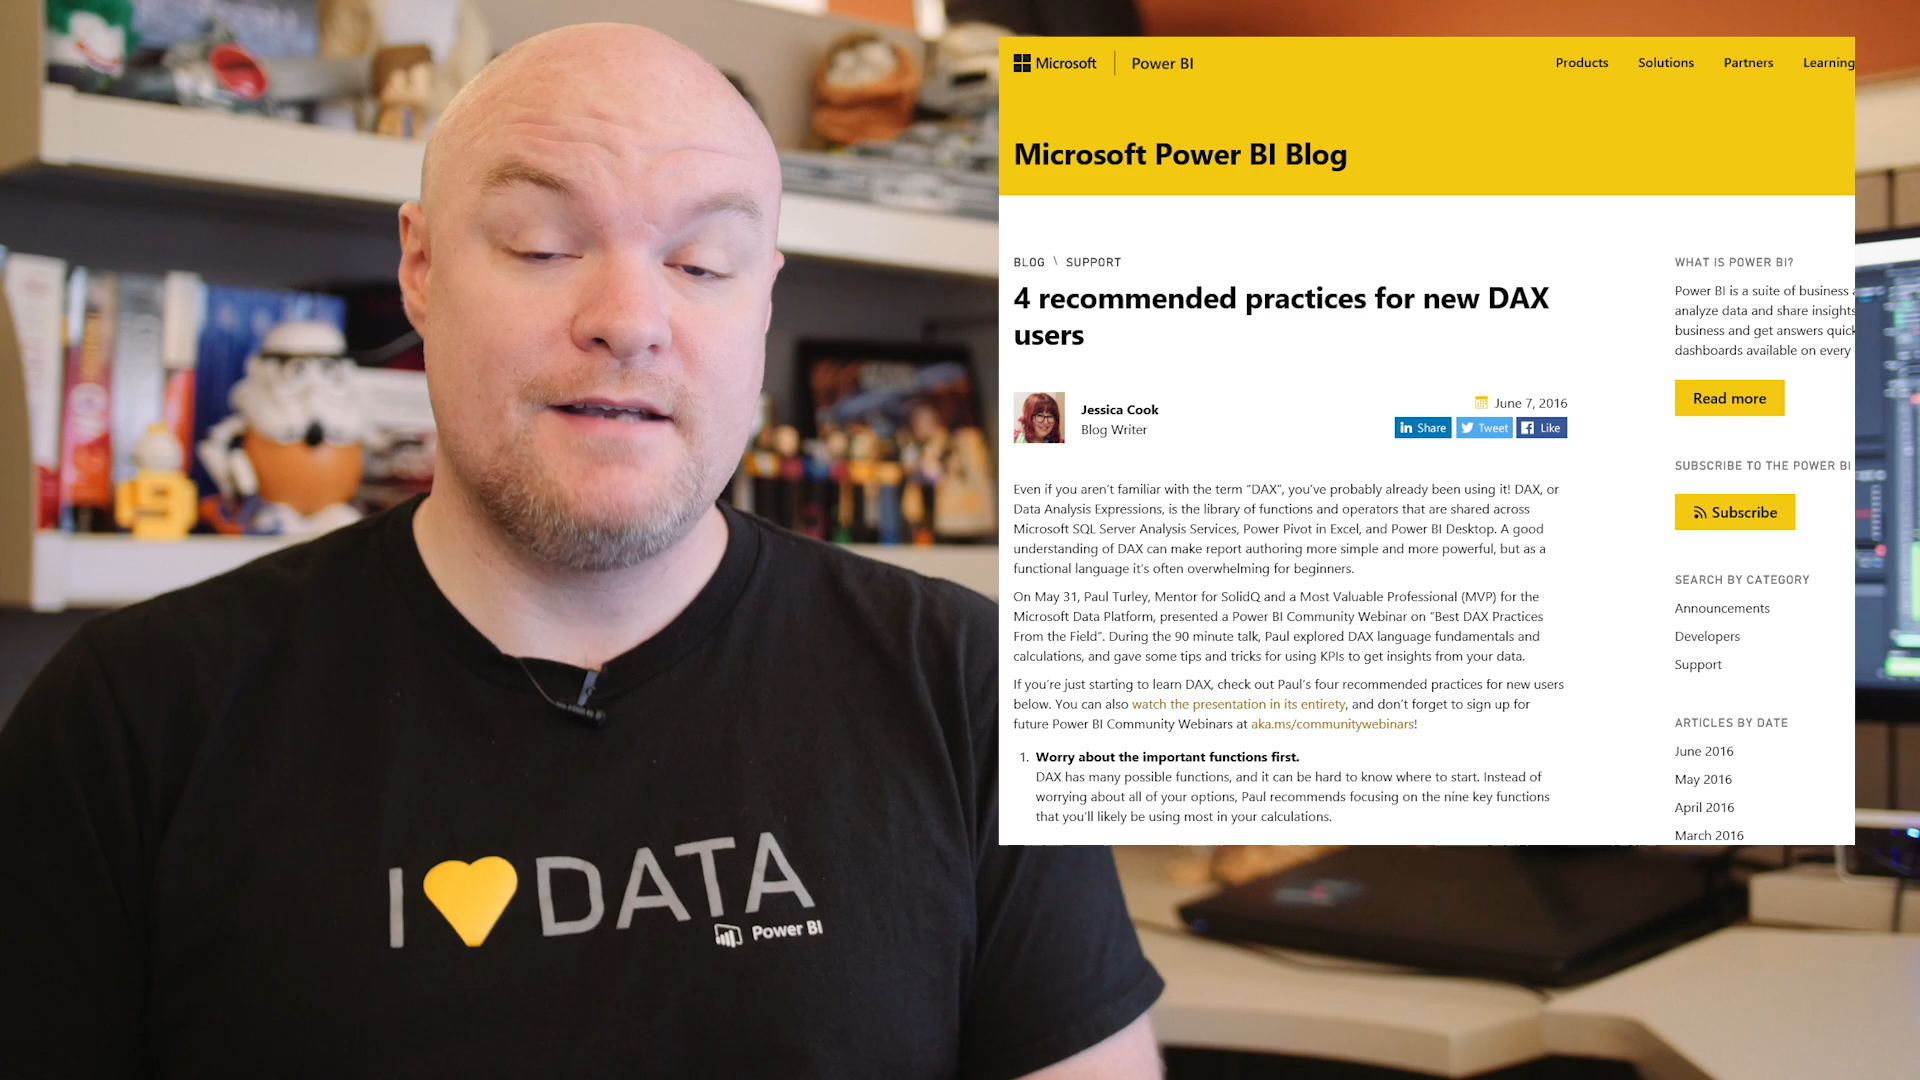 Microsoft
Power BI
Products
Solutions
Partners
Learning
Microsoft Power BI Blog
BLOG \ SUPPORT
4 recommended practices for new DAX
users
Jessica Cook
Blog Writer
June 7, 2016
Share
Tweet
Like
Even if you aren’t familiar with the term “DAX”, you’ve probably already been using it! DAX, or
Data Analysis Expressions, is the library of functions and operators that are shared across
Microsoft SQL Server Analysis Services, Power Pivot in Excel, and Power BI Desktop. A good
understanding of DAX can make report authoring more simple and more powerful, but as a
functional language it’s often overwhelming for beginners.
On May 31, Paul Turley, Mentor for SolidQ and a Most Valuable Professional (MVP) for the
Microsoft Data Platform, presented a Power BI Community Webinar on “Best DAX Practices
From the Field”. During the 90 minute talk, Paul explored DAX language fundamentals and
calculations, and gave some tips and tricks for using KPIs to get insights from your data.
If you’re just starting to learn DAX, check out Paul’s four recommended practices for new users
below. You can also watch the presentation in its entirety, and don’t forget to sign up for
future Power BI Community Webinars at aka.ms/communitywebinars!
1. Worry about the important functions first.
DAX has many possible functions, and it can be hard to know where to start. Instead of
worrying about all of your options, Paul recommends focusing on the nine key functions
that you’ll likely be using most in your calculations.
WHAT IS POWER BI?
Power BI is a suite of business
analyze data and share insights
business and get answers quick
dashboards available on every
Read more
SUBSCRIBE TO THE POWER BI
Subscribe
SEARCH BY CATEGORY
Announcements
Developers
Support
ARTICLES BY DATE
June 2016
May 2016
April 2016
March 2016
I DATA
Power BI